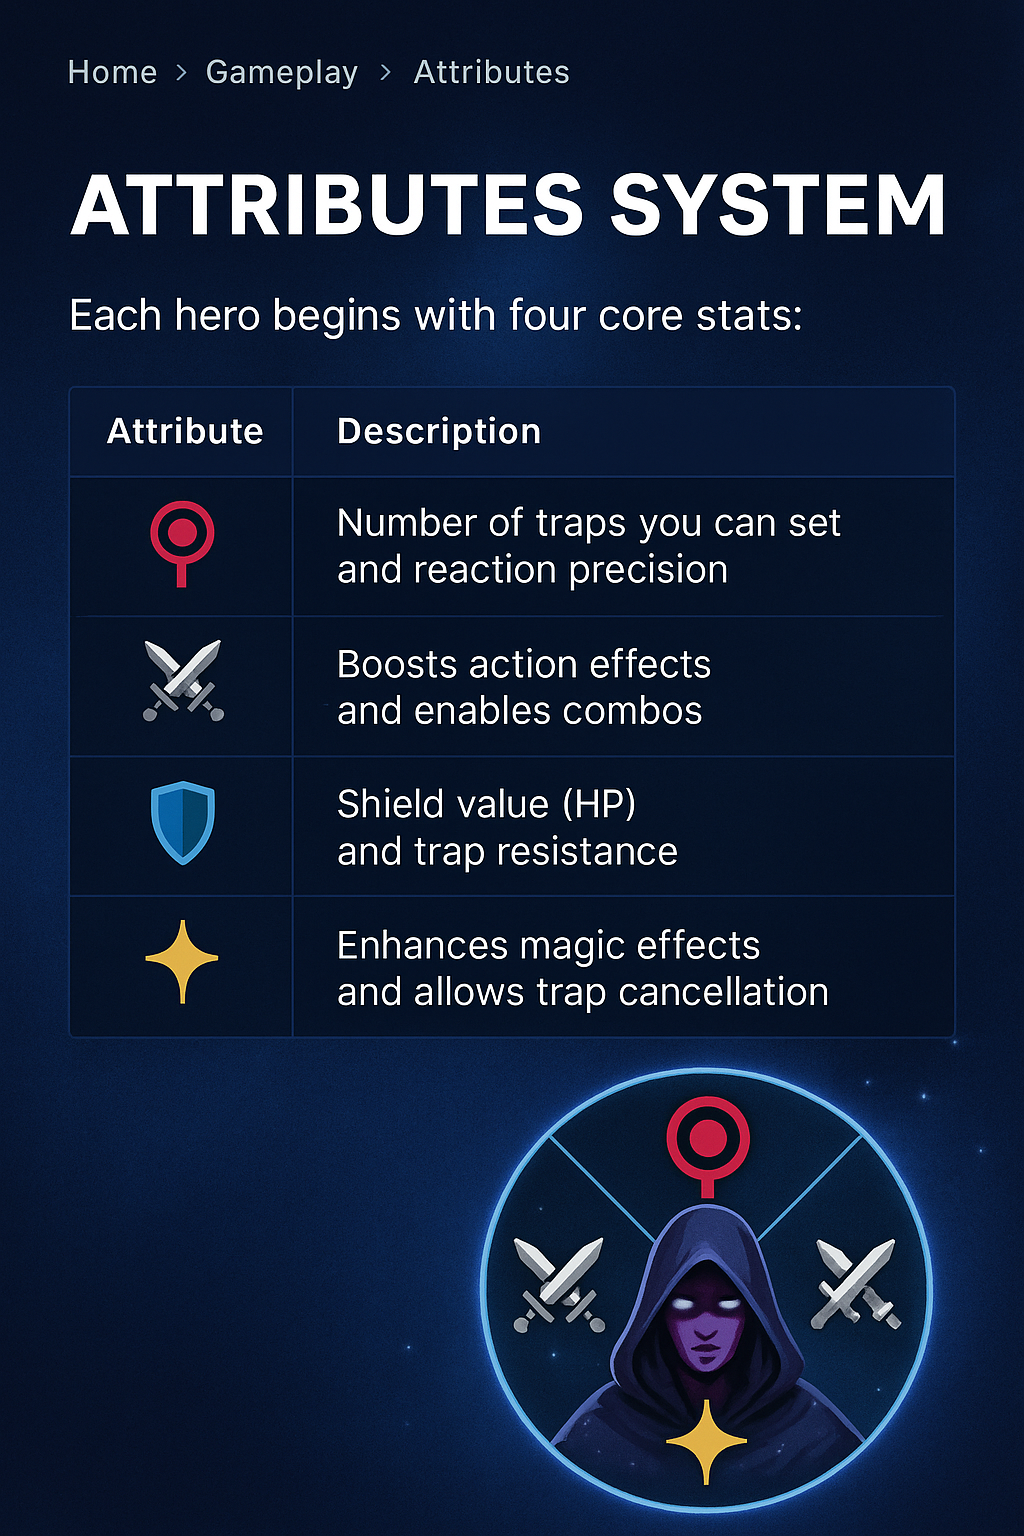 Home > Gameplay > Attributes
ATTRIBUTES SYSTEM
Each hero begins with four core stats:
Attribute Description
Number of traps you can set
and reaction precision
Boosts action effects
and enables combos
Shield value (HP)
and trap resistance
Enhances magic effects
and allows trap cancellation